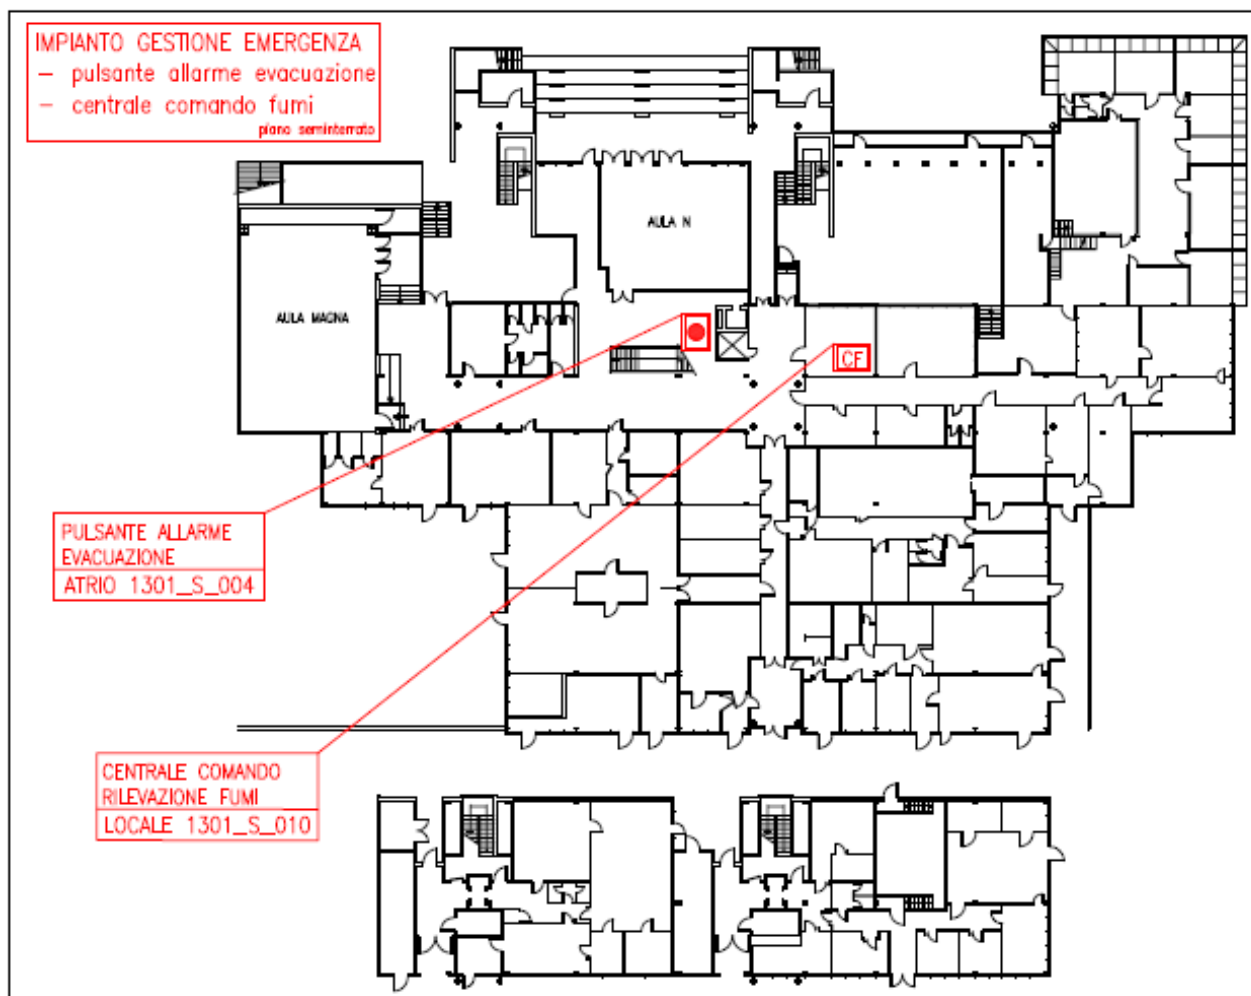 IMPIANTO GESTIONE EMERGENZA
– pulsante allarme evacuazione
– centrale comando fumi
piano seminterrato
AULA N
AULA MAGNA
CF
PULSANTE ALLARME
EVACUAZIONE
ATRIO 1301_S_004
CENTRALE COMANDO
RILEVAZIONE FUMI
LOCALE 1301_S_010